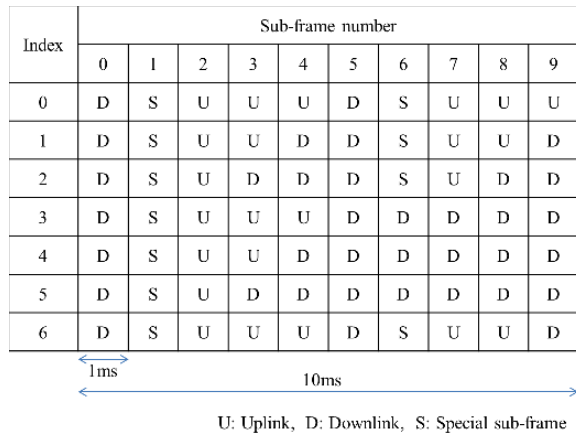 Index
Sub-frame number
0 1 2 3 4 5 6 7 8 9
0 D S U U U D S U U U
1 D S U U D D S U U D
2 D S U D D D S U D D
3 D S U U U D D D D D
4 D S U U D D D D D D
5 D S U D D D D D D D
6 D S U U U D S U U D
1ms
10ms
U: Uplink, D: Downlink, S: Special sub-frame